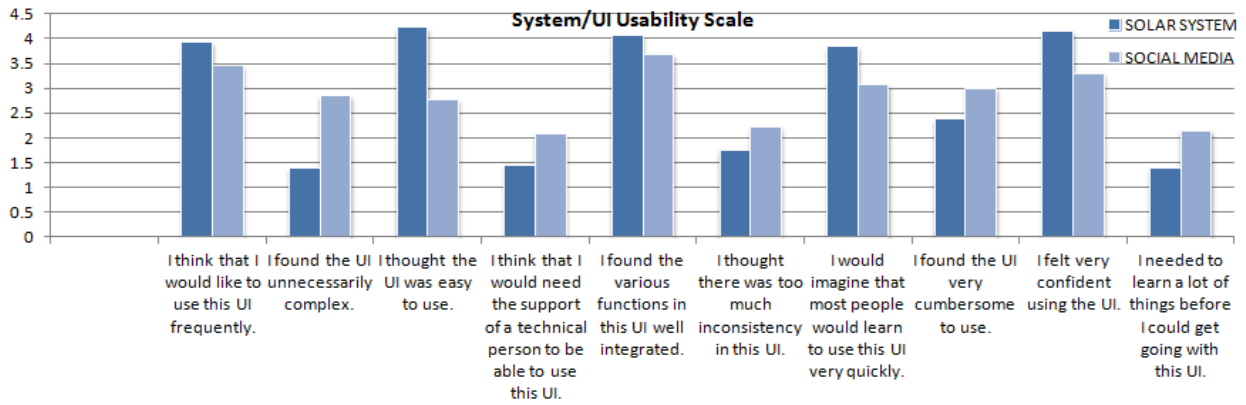 System/UI Usability Scale
SOLAR SYSTEM
SOCIAL MEDIA
4.5
4
3.5
3
2.5
2
1.5
1
0.5
0
I think that I
would like to
use this UI
frequently.
I found the UI
unnecessarily
complex.
I thought the
UI was easy to
use.
I think that I
would need
the support
of a technical
person to be
able to use
this UI.
I found the
various
functions in
this UI well
integrated.
I thought
there was too
much
inconsistency
in this UI.
I would
imagine that
most people
would learn
to use this UI
very quickly.
I found the UI
very
cumbersome
to use.
I felt very
confident
using the UI.
I needed to
learn a lot of
things before
I could get
going with
this UI.